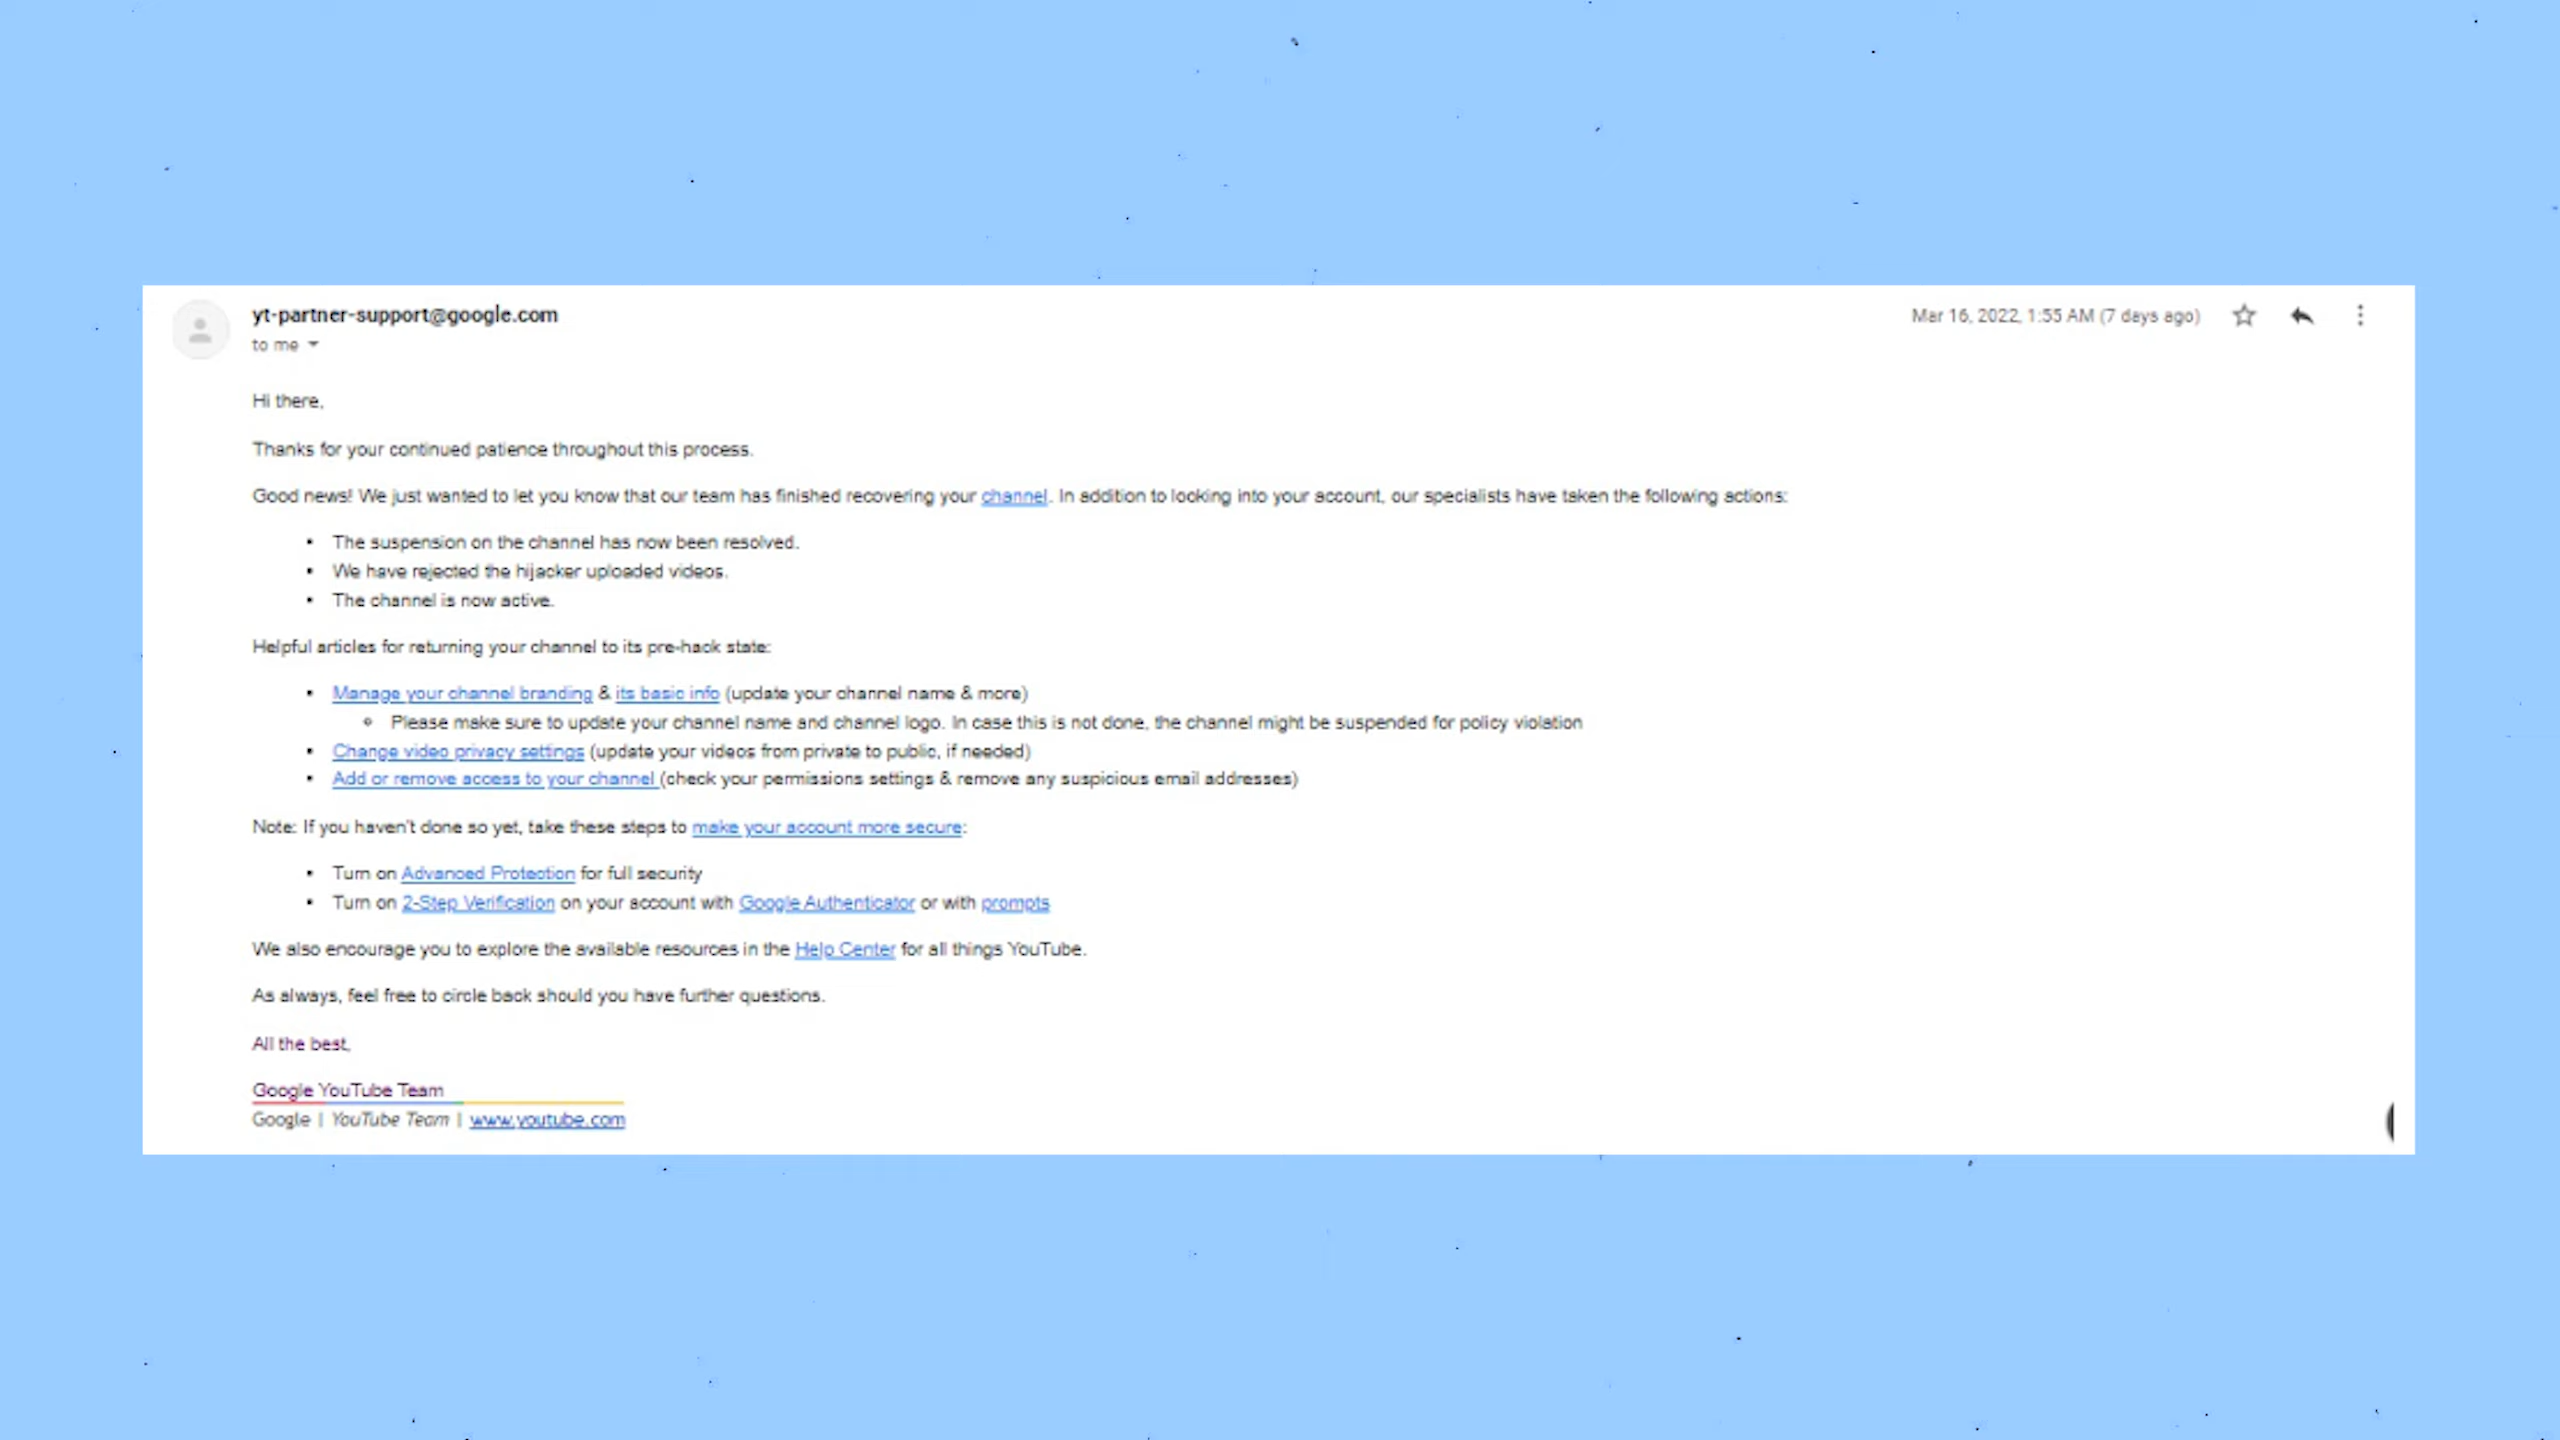 yt-partner-support@google.com
Mar 16, 2022, 1:55 AM (7 days ago)
to me
Hi there,
Thanks for your continued patience throughout this process.
Good news! We just wanted to let you know that our team has finished recovering your channel. In addition to looking into your account, our specialists have taken the following actions:
• The suspension on the channel has now been resolved.
• We have rejected the hijacker uploaded videos.
• The channel is now active.
Helpful articles for returning your channel to its pre-hack state:
• Manage your channel branding & its basic info (update your channel name & more)
○ Please make sure to update your channel name and channel logo. In case this is not done, the channel might be suspended for policy violation
• Change video privacy settings (update your videos from private to public, if needed)
• Add or remove access to your channel (check your permissions settings & remove any suspicious email addresses)
Note: If you haven't done so yet, take these steps to make your account more secure:
• Turn on Advanced Protection for full security
• Turn on 2-Step Verification on your account with Google Authenticator or with prompts
We also encourage you to explore the available resources in the Help Center for all things YouTube.
As always, feel free to circle back should you have further questions.
All the best,
Google YouTube Team
Google | YouTube Team | www.youtube.com